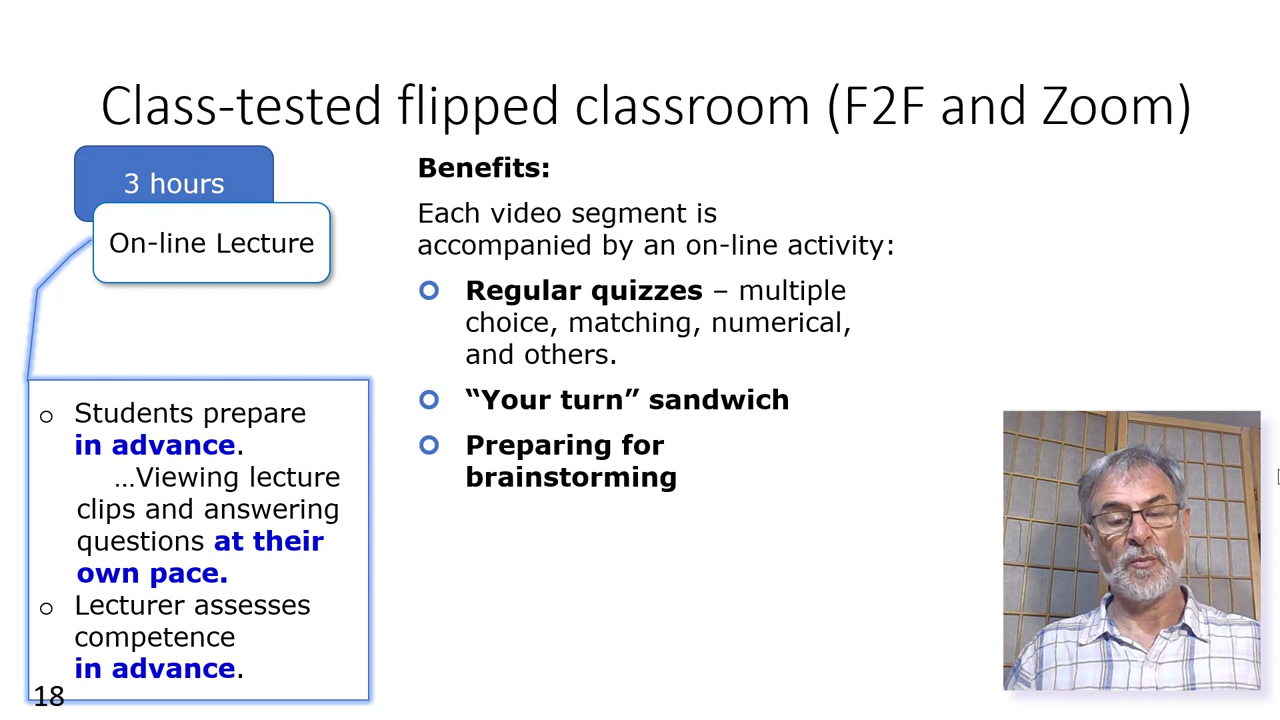 Class-tested flipped classroom (F2F and Zoom)
3 hours
On-line Lecture
o Students prepare
in advance.
…Viewing lecture
clips and answering
questions at their
own pace.
o Lecturer assesses
competence
in advance.
18
Benefits:
Each video segment is
accompanied by an on-line activity:
Regular quizzes – multiple
choice, matching, numerical,
and others.
“Your turn” sandwich
Preparing for
brainstorming